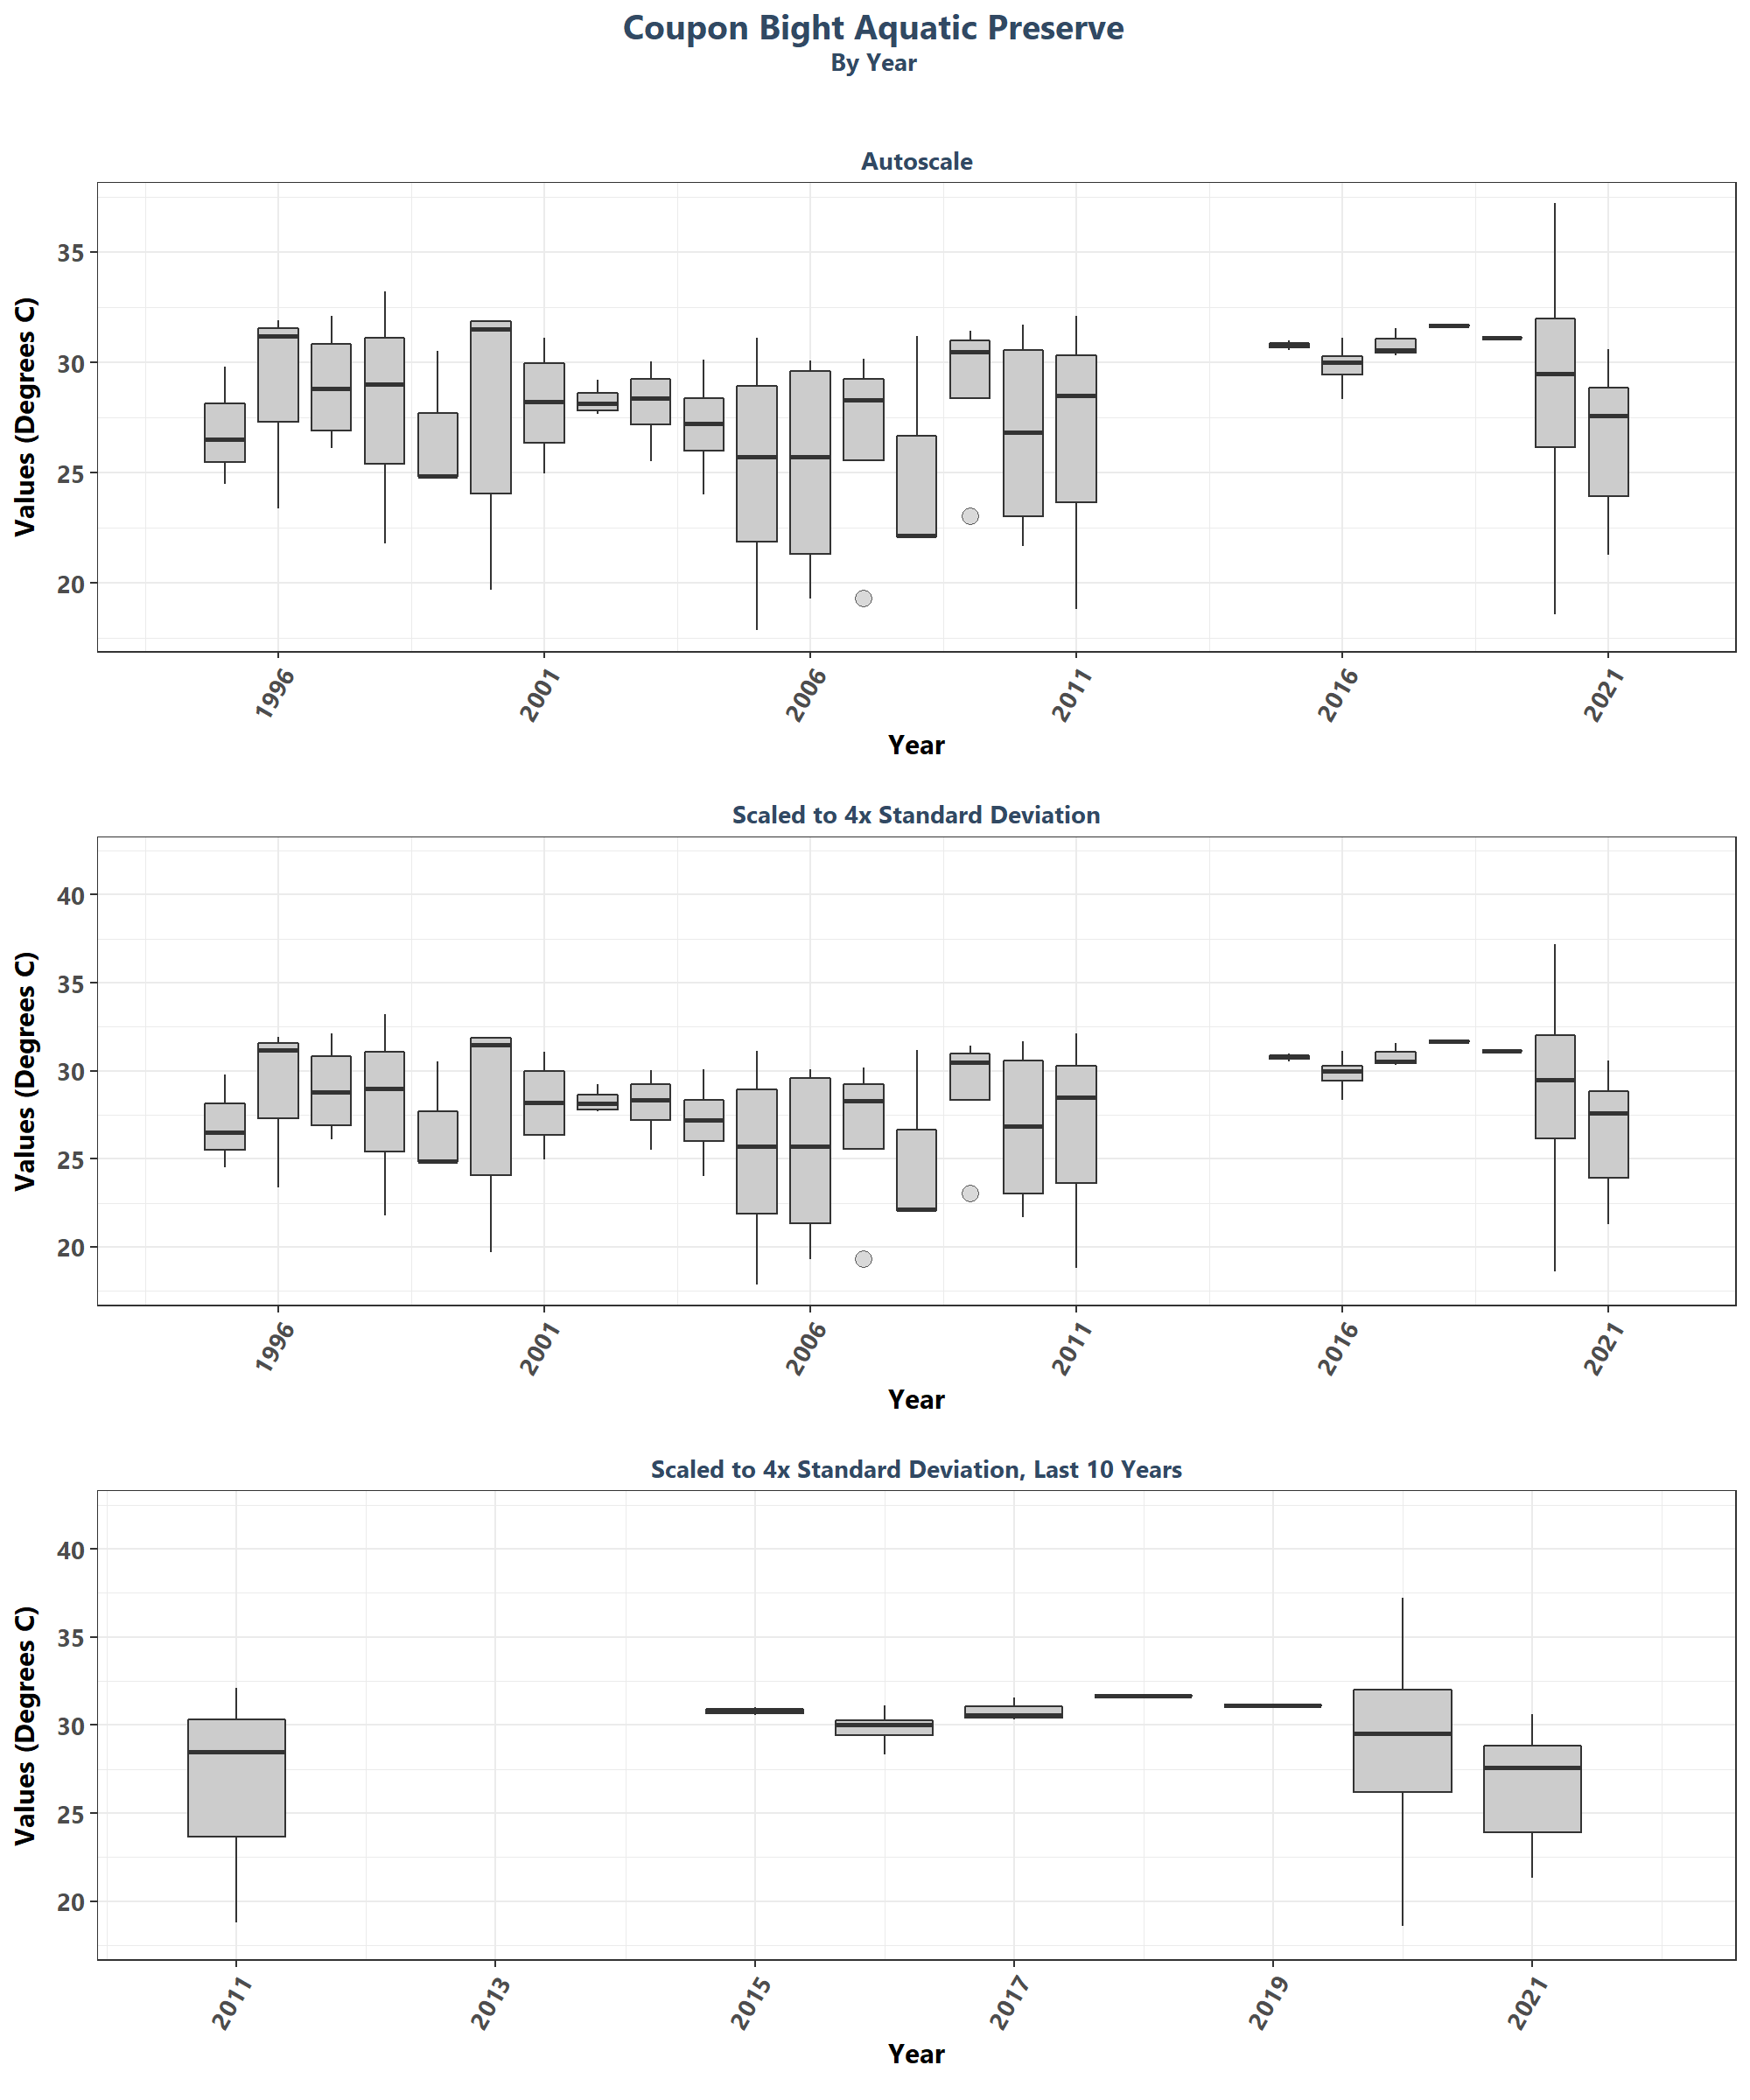 Coupon Bight Aquatic Preserve
By Year
Autoscale
Values (Degrees C)
35
30
25
20
1996
2001
2006
2011
2016
2021
Year
Scaled to 4x Standard Deviation
Values (Degrees C)
40
35
30
25
20
1996
2001
2006
2011
2016
2021
Year
Scaled to 4x Standard Deviation, Last 10 Years
Values (Degrees C)
40
35
30
25
20
2011
2013
2015
2017
2019
2021
Year